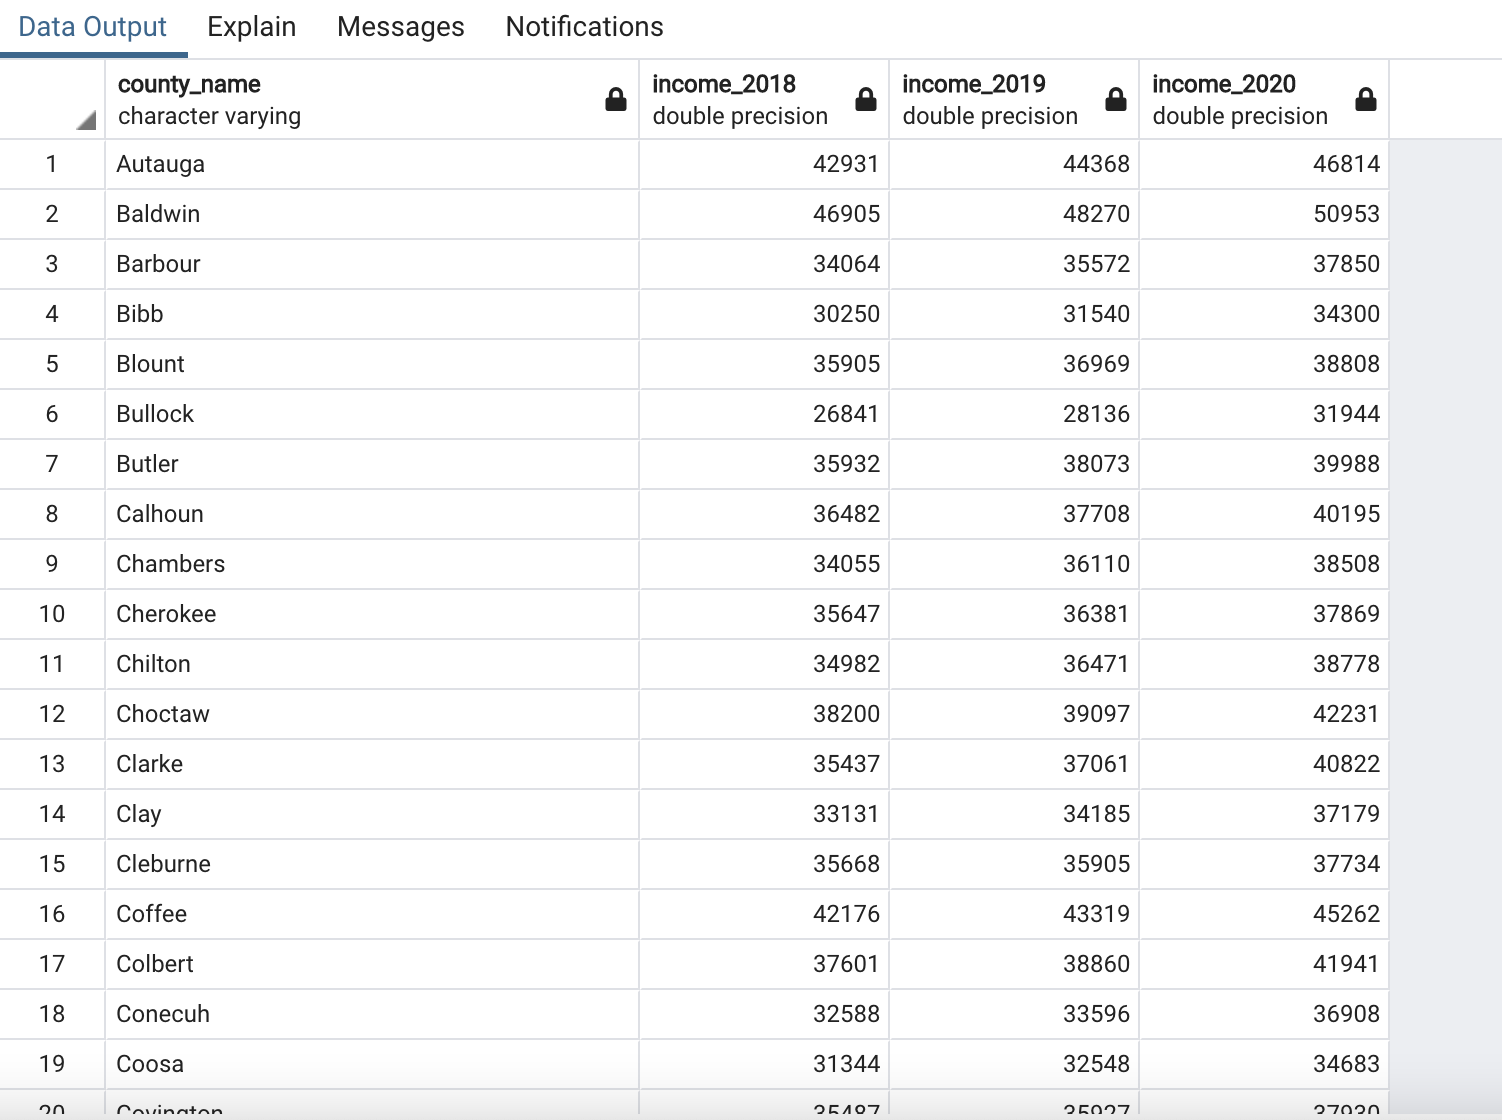 Data Output Explain Messages Notifications
county_name income_2018 income_2019 income_2020
character varying double precision double precision double precision
1 Autauga 42931 44368 46814
2 Baldwin 46905 48270 50953
3 Barbour 34064 35572 37850
4 Bibb 30250 31540 34300
5 Blount 35905 36969 38808
6 Bullock 26841 28136 31944
7 Butler 35932 38073 39988
8 Calhoun 36482 37708 40195
9 Chambers 34055 36110 38508
10 Cherokee 35647 36381 37869
11 Chilton 34982 36471 38778
12 Choctaw 38200 39097 42231
13 Clarke 35437 37061 40822
14 Clay 33131 34185 37179
15 Cleburne 35668 35905 37734
16 Coffee 42176 43319 45262
17 Colbert 37601 38860 41941
18 Conecuh 32588 33596 36908
19 Coosa 31344 32548 34683
20 Covington 35487 35927 37930